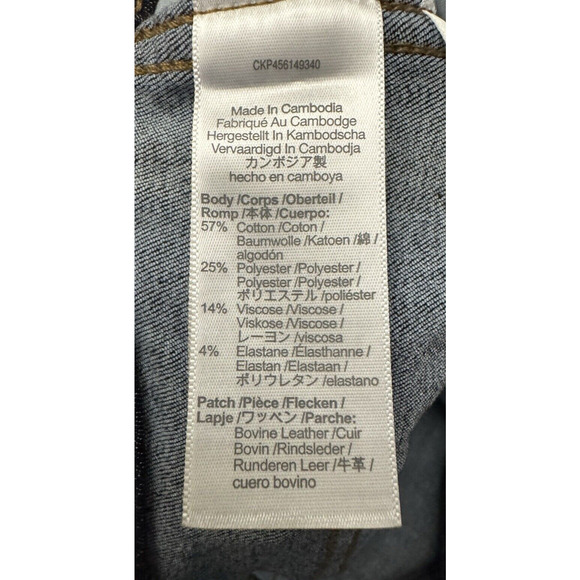 CKP456149340
Made In Cambodia
Fabriqué Au Cambodge
Hergestellt In Kambodscha
Vervaardigd In Cambodja
カンボジア製
hecho en camboya
Body /Corps /Oberteil /
Romp /本体 /Cuerpo:
57% Cotton /Coton /
Baumwolle /Katoen /綿 /
algodón
25% Polyester /Polyester /
Polyester /Polyester /
ポリエステル /poliéster
14% Viscose /Viscose /
Viskose /Viscose /
レーヨン /viscosa
4% Elastane /Élasthanne /
Elastan /Elastaan /
ポリウレタン /elastano
Patch /Pièce /Flecken /
Lapje /ワッペン /Parche:
Bovine Leather /Cuir
Bovin /Rindsleder /
Runderen Leer /牛革 /
cuero bovino